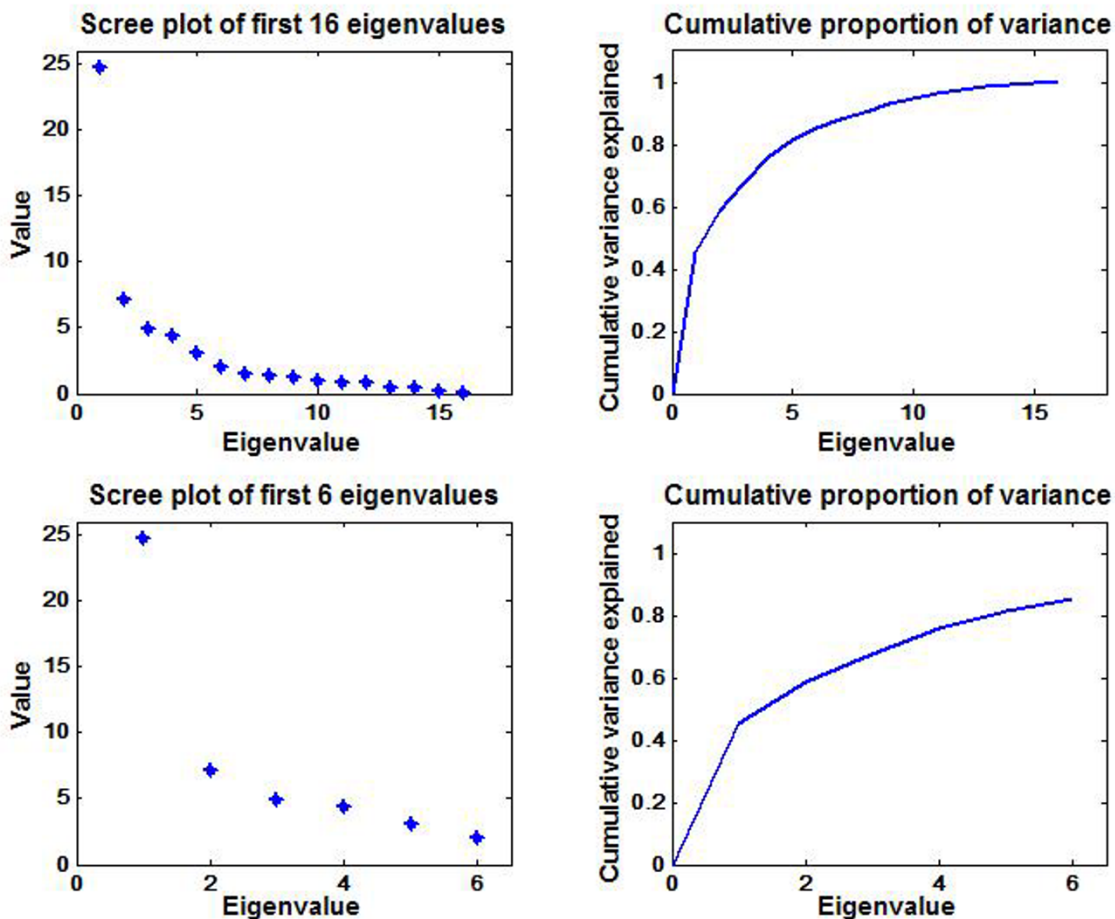 Scree plot of first 16 eigenvalues
Value
25
20
15
10
5
0
0 5 10 15
Eigenvalue
Cumulative proportion of variance
Cumulative variance explained
1
0.8
0.6
0.4
0.2
0
0 5 10 15
Eigenvalue
Scree plot of first 6 eigenvalues
Value
25
20
15
10
5
0
0 2 4 6
Eigenvalue
Cumulative proportion of variance
Cumulative variance explained
1
0.8
0.6
0.4
0.2
0
0 2 4 6
Eigenvalue